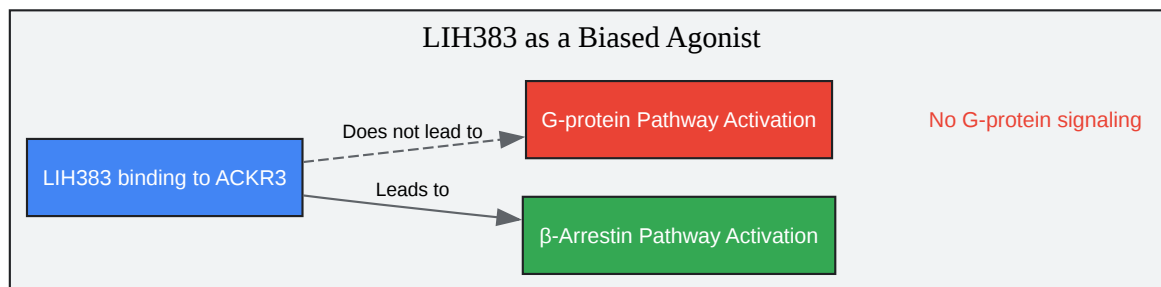 LIH383 as a Biased Agonist
LIH383 binding to ACKR3
Does not lead to
G-protein Pathway Activation
No G-protein signaling
Leads to
β-Arrestin Pathway Activation